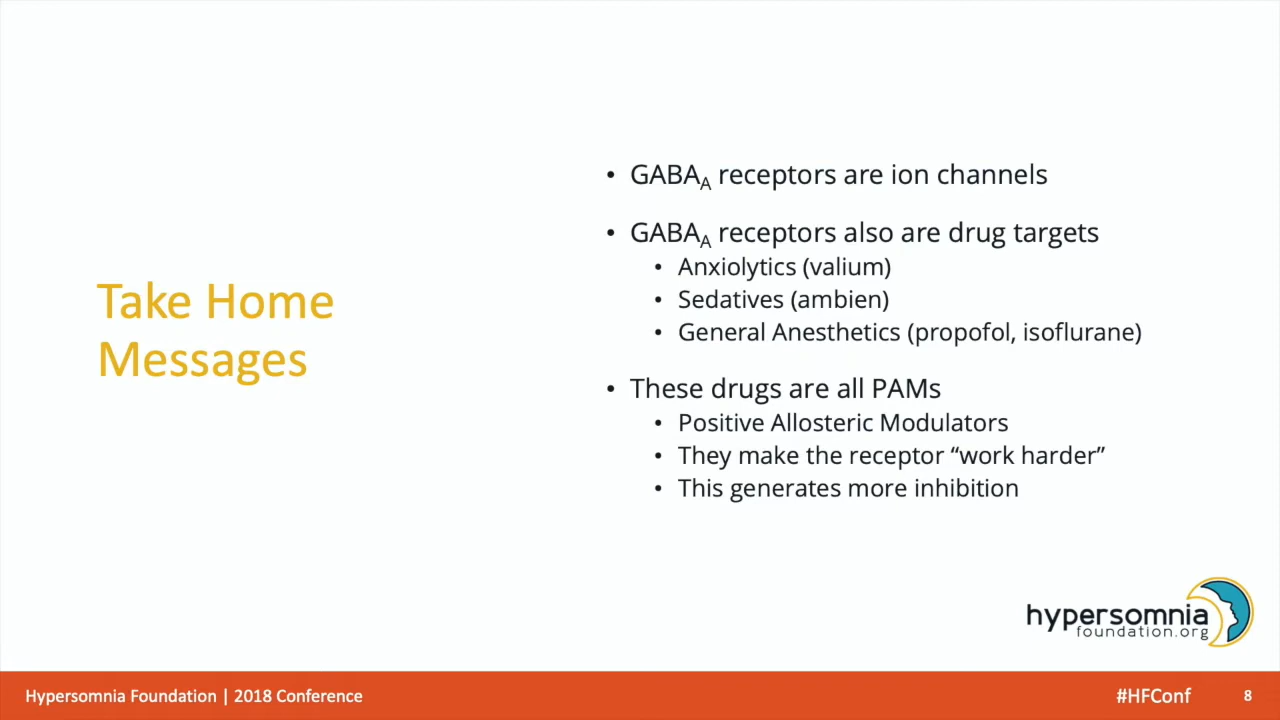 Take Home
Messages
• GABAA receptors are ion channels
• GABAA receptors also are drug targets
• Anxiolytics (valium)
• Sedatives (ambien)
• General Anesthetics (propofol, isoflurane)
• These drugs are all PAMs
• Positive Allosteric Modulators
• They make the receptor “work harder”
• This generates more inhibition
hypersomnia
foundation.org
Hypersomnia Foundation | 2018 Conference
#HFConf
8